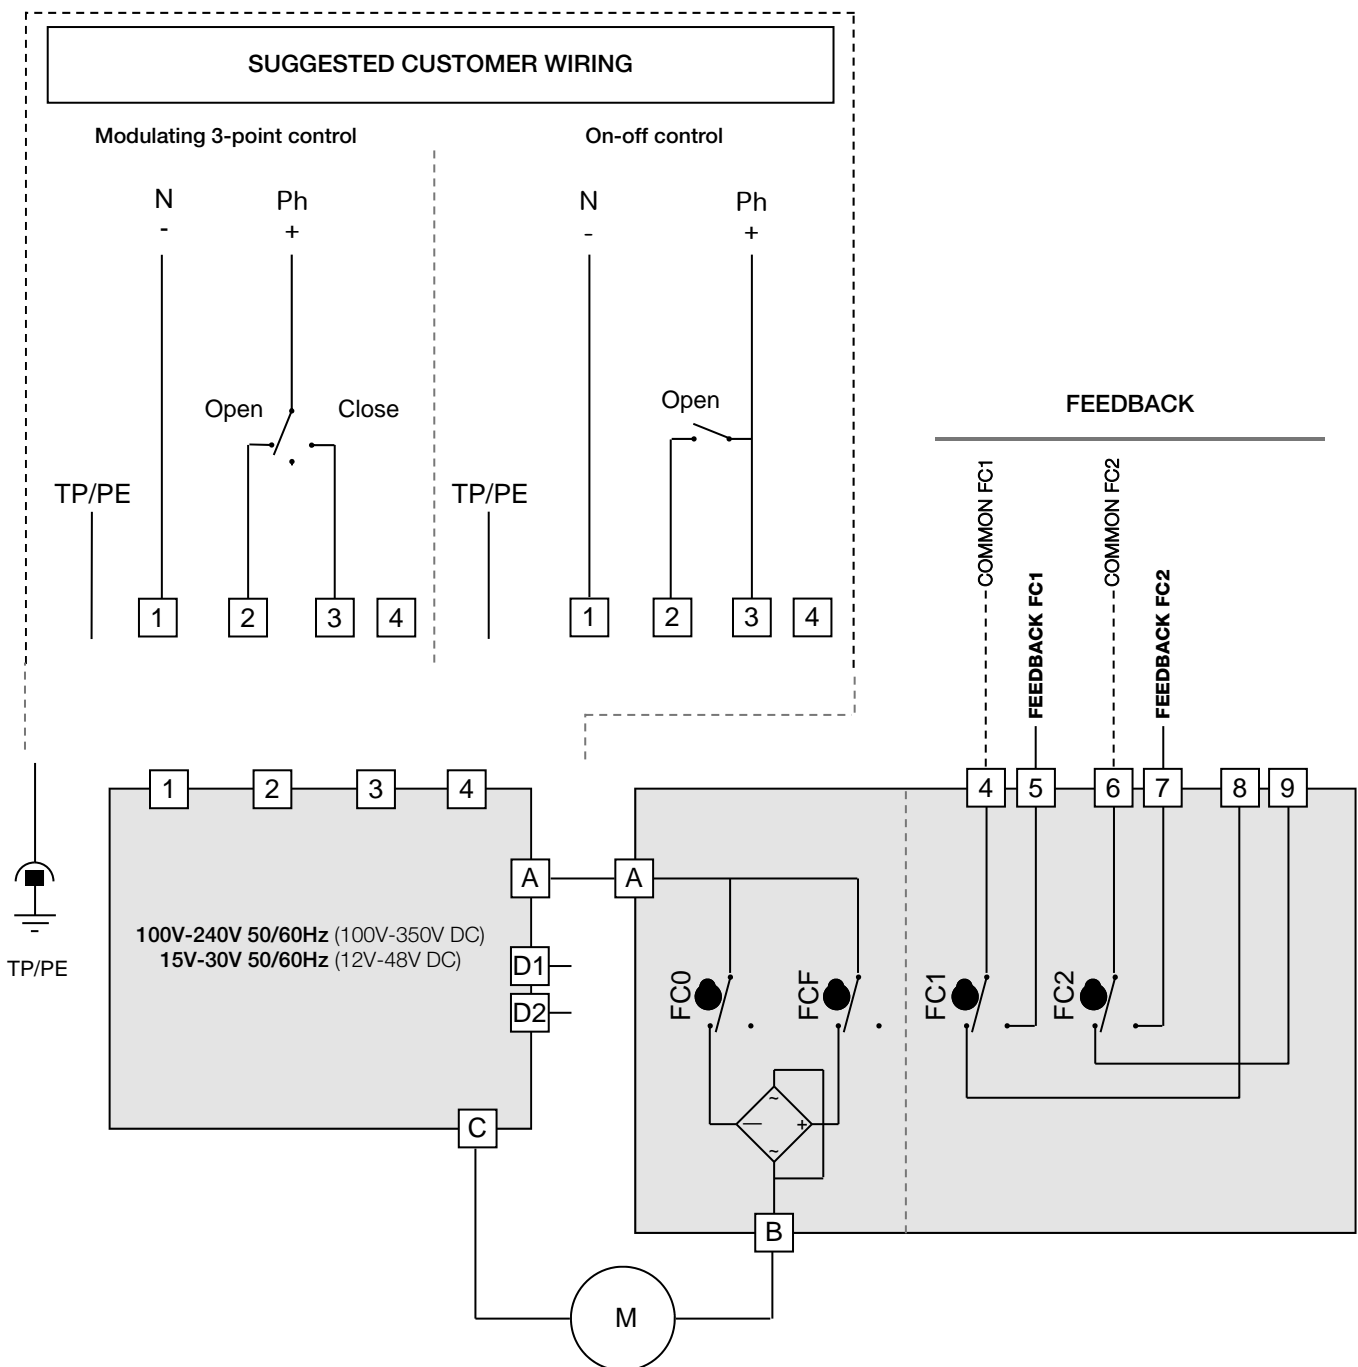 SUGGESTED CUSTOMER WIRING
Modulating 3-point control
On-off control
N
Ph
N
Ph
-
+
-
+
Open
Close
Open
TP/PE
TP/PE
1
2
3
4
1
2
3
4
FEEDBACK
COMMON FC1
FEEDBACK FC1
COMMON FC2
FEEDBACK FC2
1
2
3
4
4
5
6
7
8
9
A
A
100V-240V 50/60Hz (100V-350V DC)
15V-30V 50/60Hz (12V-48V DC)
D1
D2
TP/PE
FC0
FCF
FC1
FC2
~
—
+
~
C
B
M